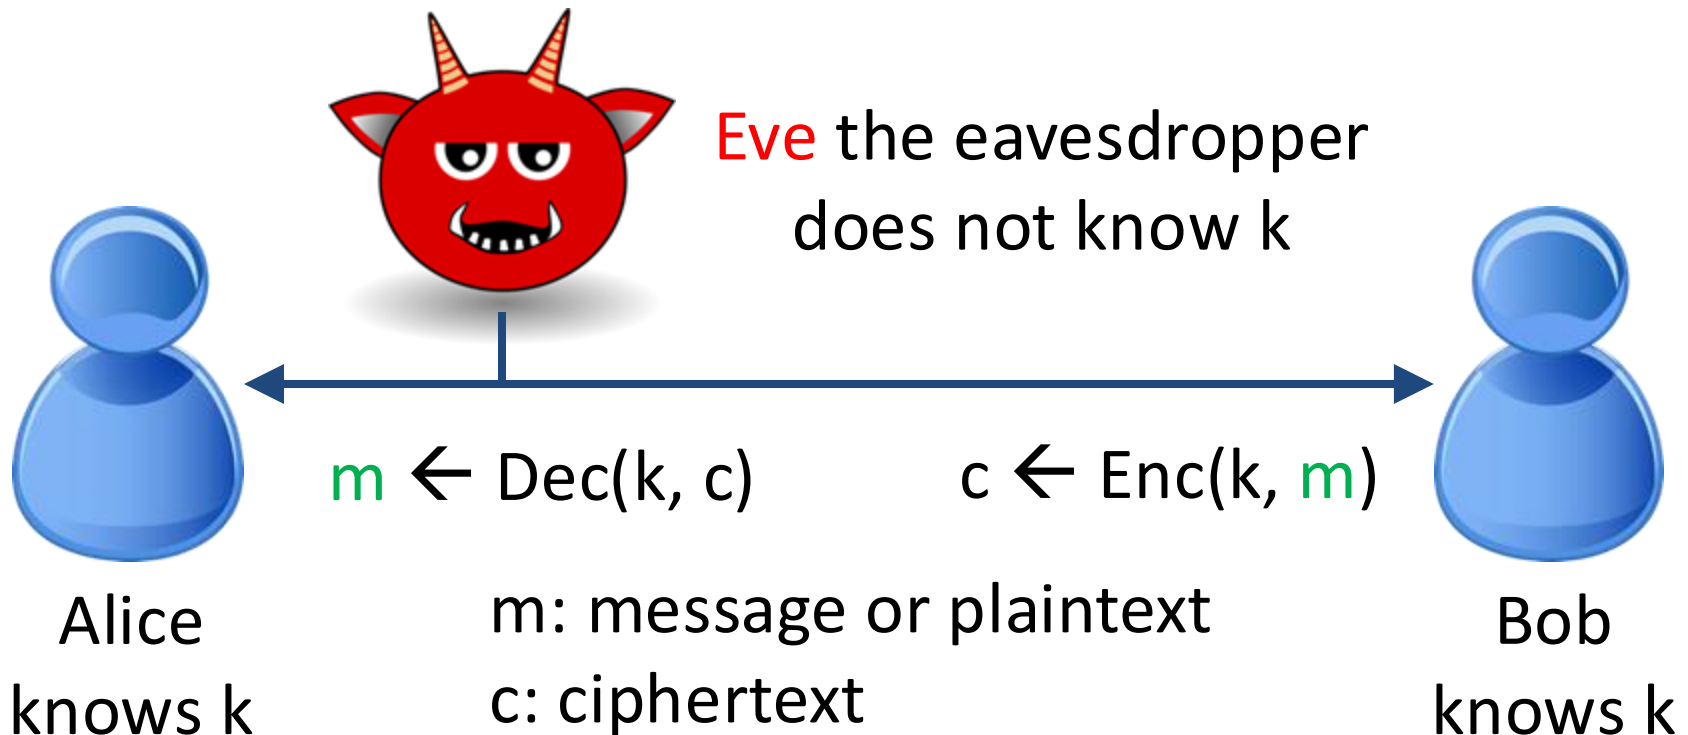 Eve the eavesdropper
does not know k
m ← Dec(k, c)
c ← Enc(k, m)
Alice
knows k
m: message or plaintext
c: ciphertext
Bob
knows k